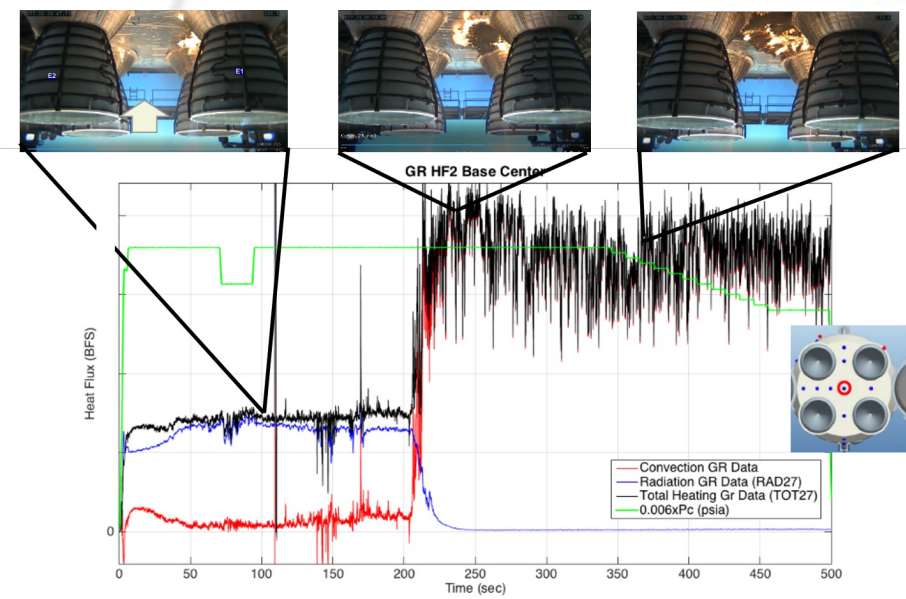 E2
E1
GR HF2 Base Center
Heat Flux (BFS)
0
Convection GR Data
Radiation GR Data (RAD27)
Total Heating Gr Data (TOT27)
0.006xPc (psia)
0 50 100 150 200 250 300 350 400 450 500
Time (sec)